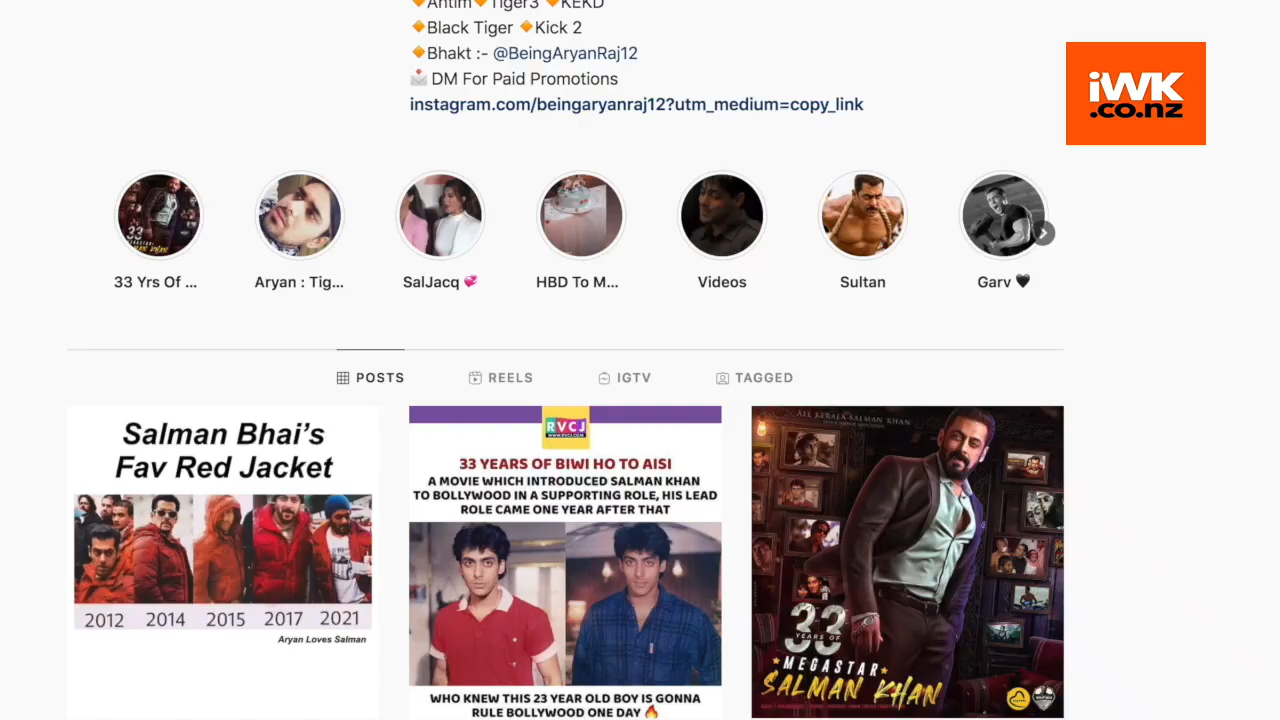 🔸Antim🔸Tiger3 🔸KEKD
🔸Black Tiger 🔸Kick 2
🔸Bhakt :- @BeingAryanRaj12
📩 DM For Paid Promotions
instagram.com/beingaryanraj12?utm_medium=copy_link
iWK
.co.nz
33 Yrs Of ...
Aryan : Tig...
SalJacq 💞
HBD To M...
Videos
Sultan
Garv 🖤
POSTS
REELS
IGTV
TAGGED
Salman Bhai's
Fav Red Jacket
2012 2014 2015 2017 2021
Aryan Loves Salman
RVCJ
WWW.RVCJ.COM
33 YEARS OF BIWI HO TO AISI
A MOVIE WHICH INTRODUCED SALMAN KHAN
TO BOLLYWOOD IN A SUPPORTING ROLE, HIS LEAD
ROLE CAME ONE YEAR AFTER THAT
WHO KNEW THIS 23 YEAR OLD BOY IS GONNA
RULE BOLLYWOOD ONE DAY 🔥
ALL KERALA SALMAN KHAN
33
YEARS OF
MEGASTAR
SALMAN KHAN